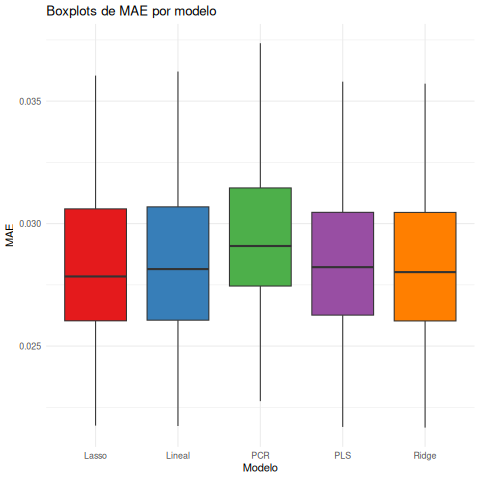 Boxplots de MAE por modelo
MAE
0.035
0.030
0.025
Lasso Lineal PCR PLS Ridge
Modelo